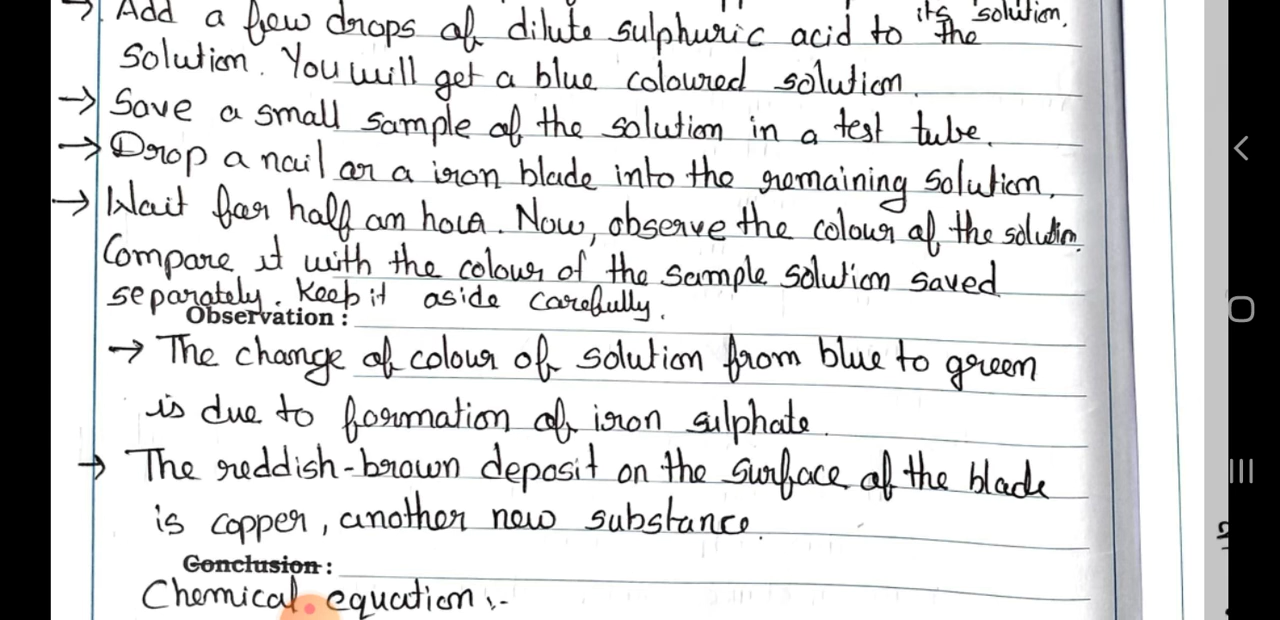 → Add a few drops of dilute sulphuric acid to its solution. the
solution. You will get a blue coloured solution.
→ Save a small sample of the solution in a test tube.
→ Drop a nail or a iron blade into the remaining solution.
→ Wait for half an hour. Now, observe the colour of the solution.
Compare it with the colour of the sample solution saved
separately. Keep it aside carefully.
Observation :
→ The change of colour of solution from blue to green
is due to formation of iron sulphate.
→ The reddish-brown deposit on the surface of the blade
is copper, another new substance.
Conclusion :
Chemical equation :-